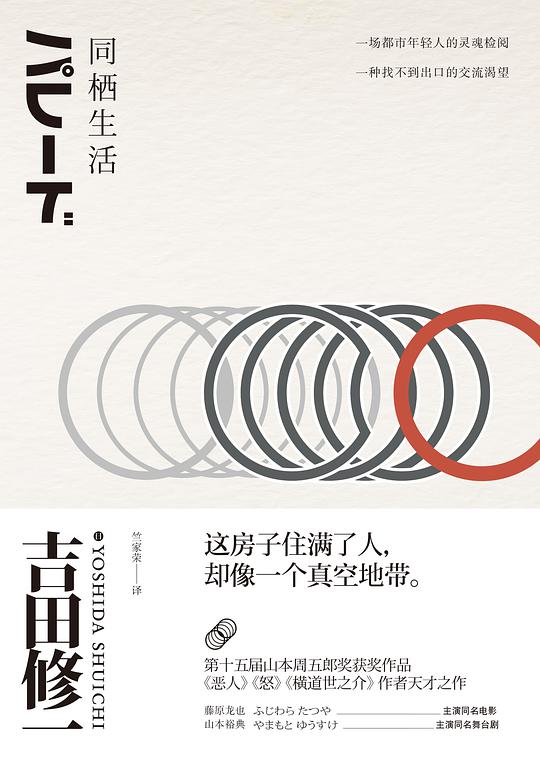 パレード
同栖生活
一场都市年轻人的灵魂检阅
一种找不到出口的交流渴望
吉田修一
日
YOSHIDA SHUICHI
竺家荣——译
这房子住满了人，
却像一个真空地带。
第十五届山本周五郎奖获奖作品
《恶人》《怒》《横道世之介》作者天才之作
藤原龙也 ふじわら たつや ———— 主演同名电影
山本裕典 やまもと ゆうすけ ———— 主演同名舞台剧